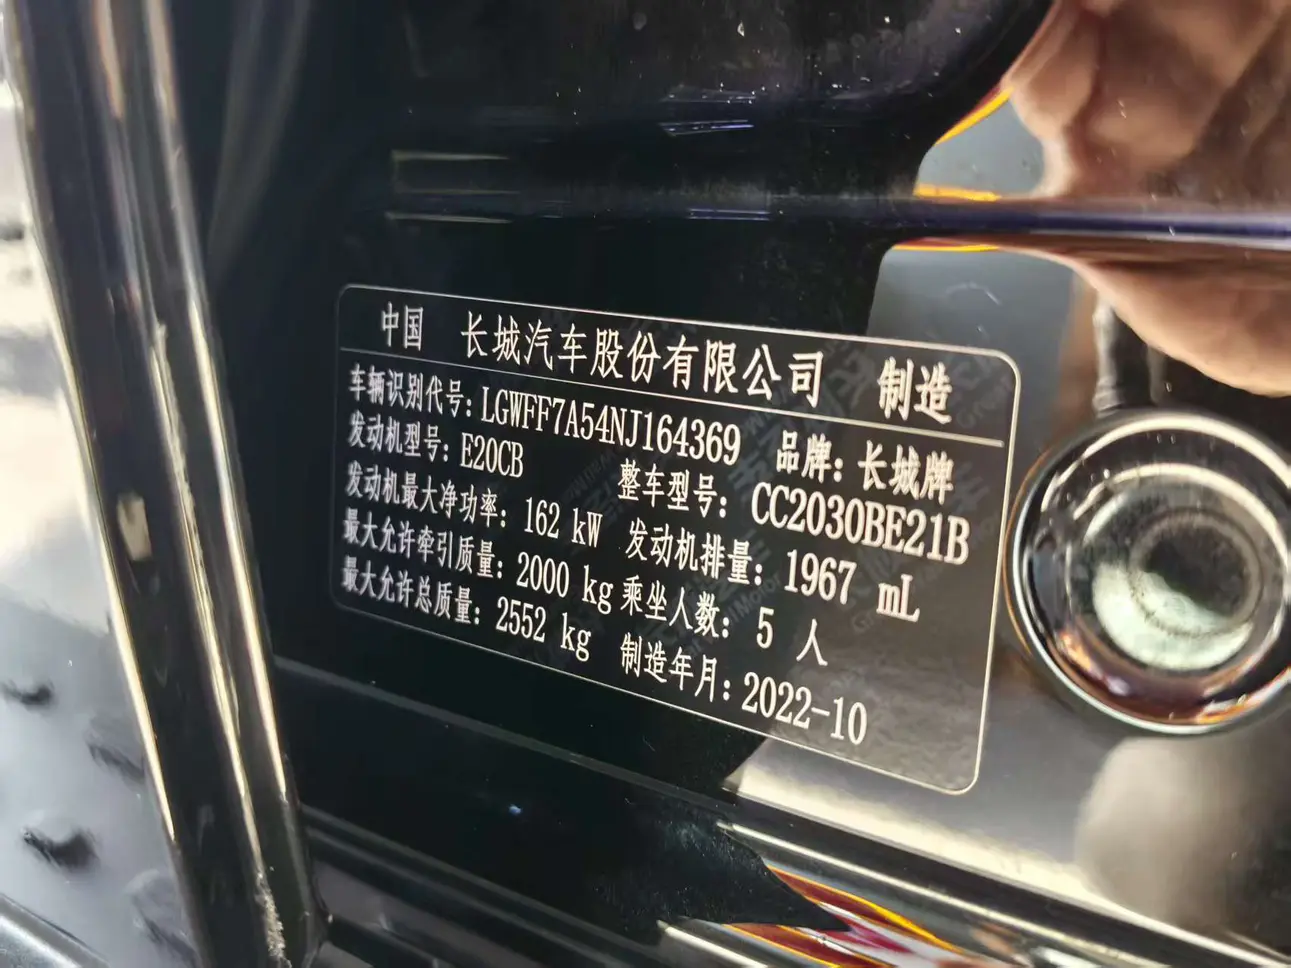 中国 长城汽车股份有限公司 制造
车辆识别代号: LGWFF7A54NJ164369 品牌: 长城牌
发动机型号: E20CB 整车型号: CC2030BE21B
发动机最大净功率: 162 kW 发动机排量: 1967 mL
最大允许牵引质量: 2000 kg 乘坐人数: 5 人
最大允许总质量: 2552 kg 制造年月: 2022-10